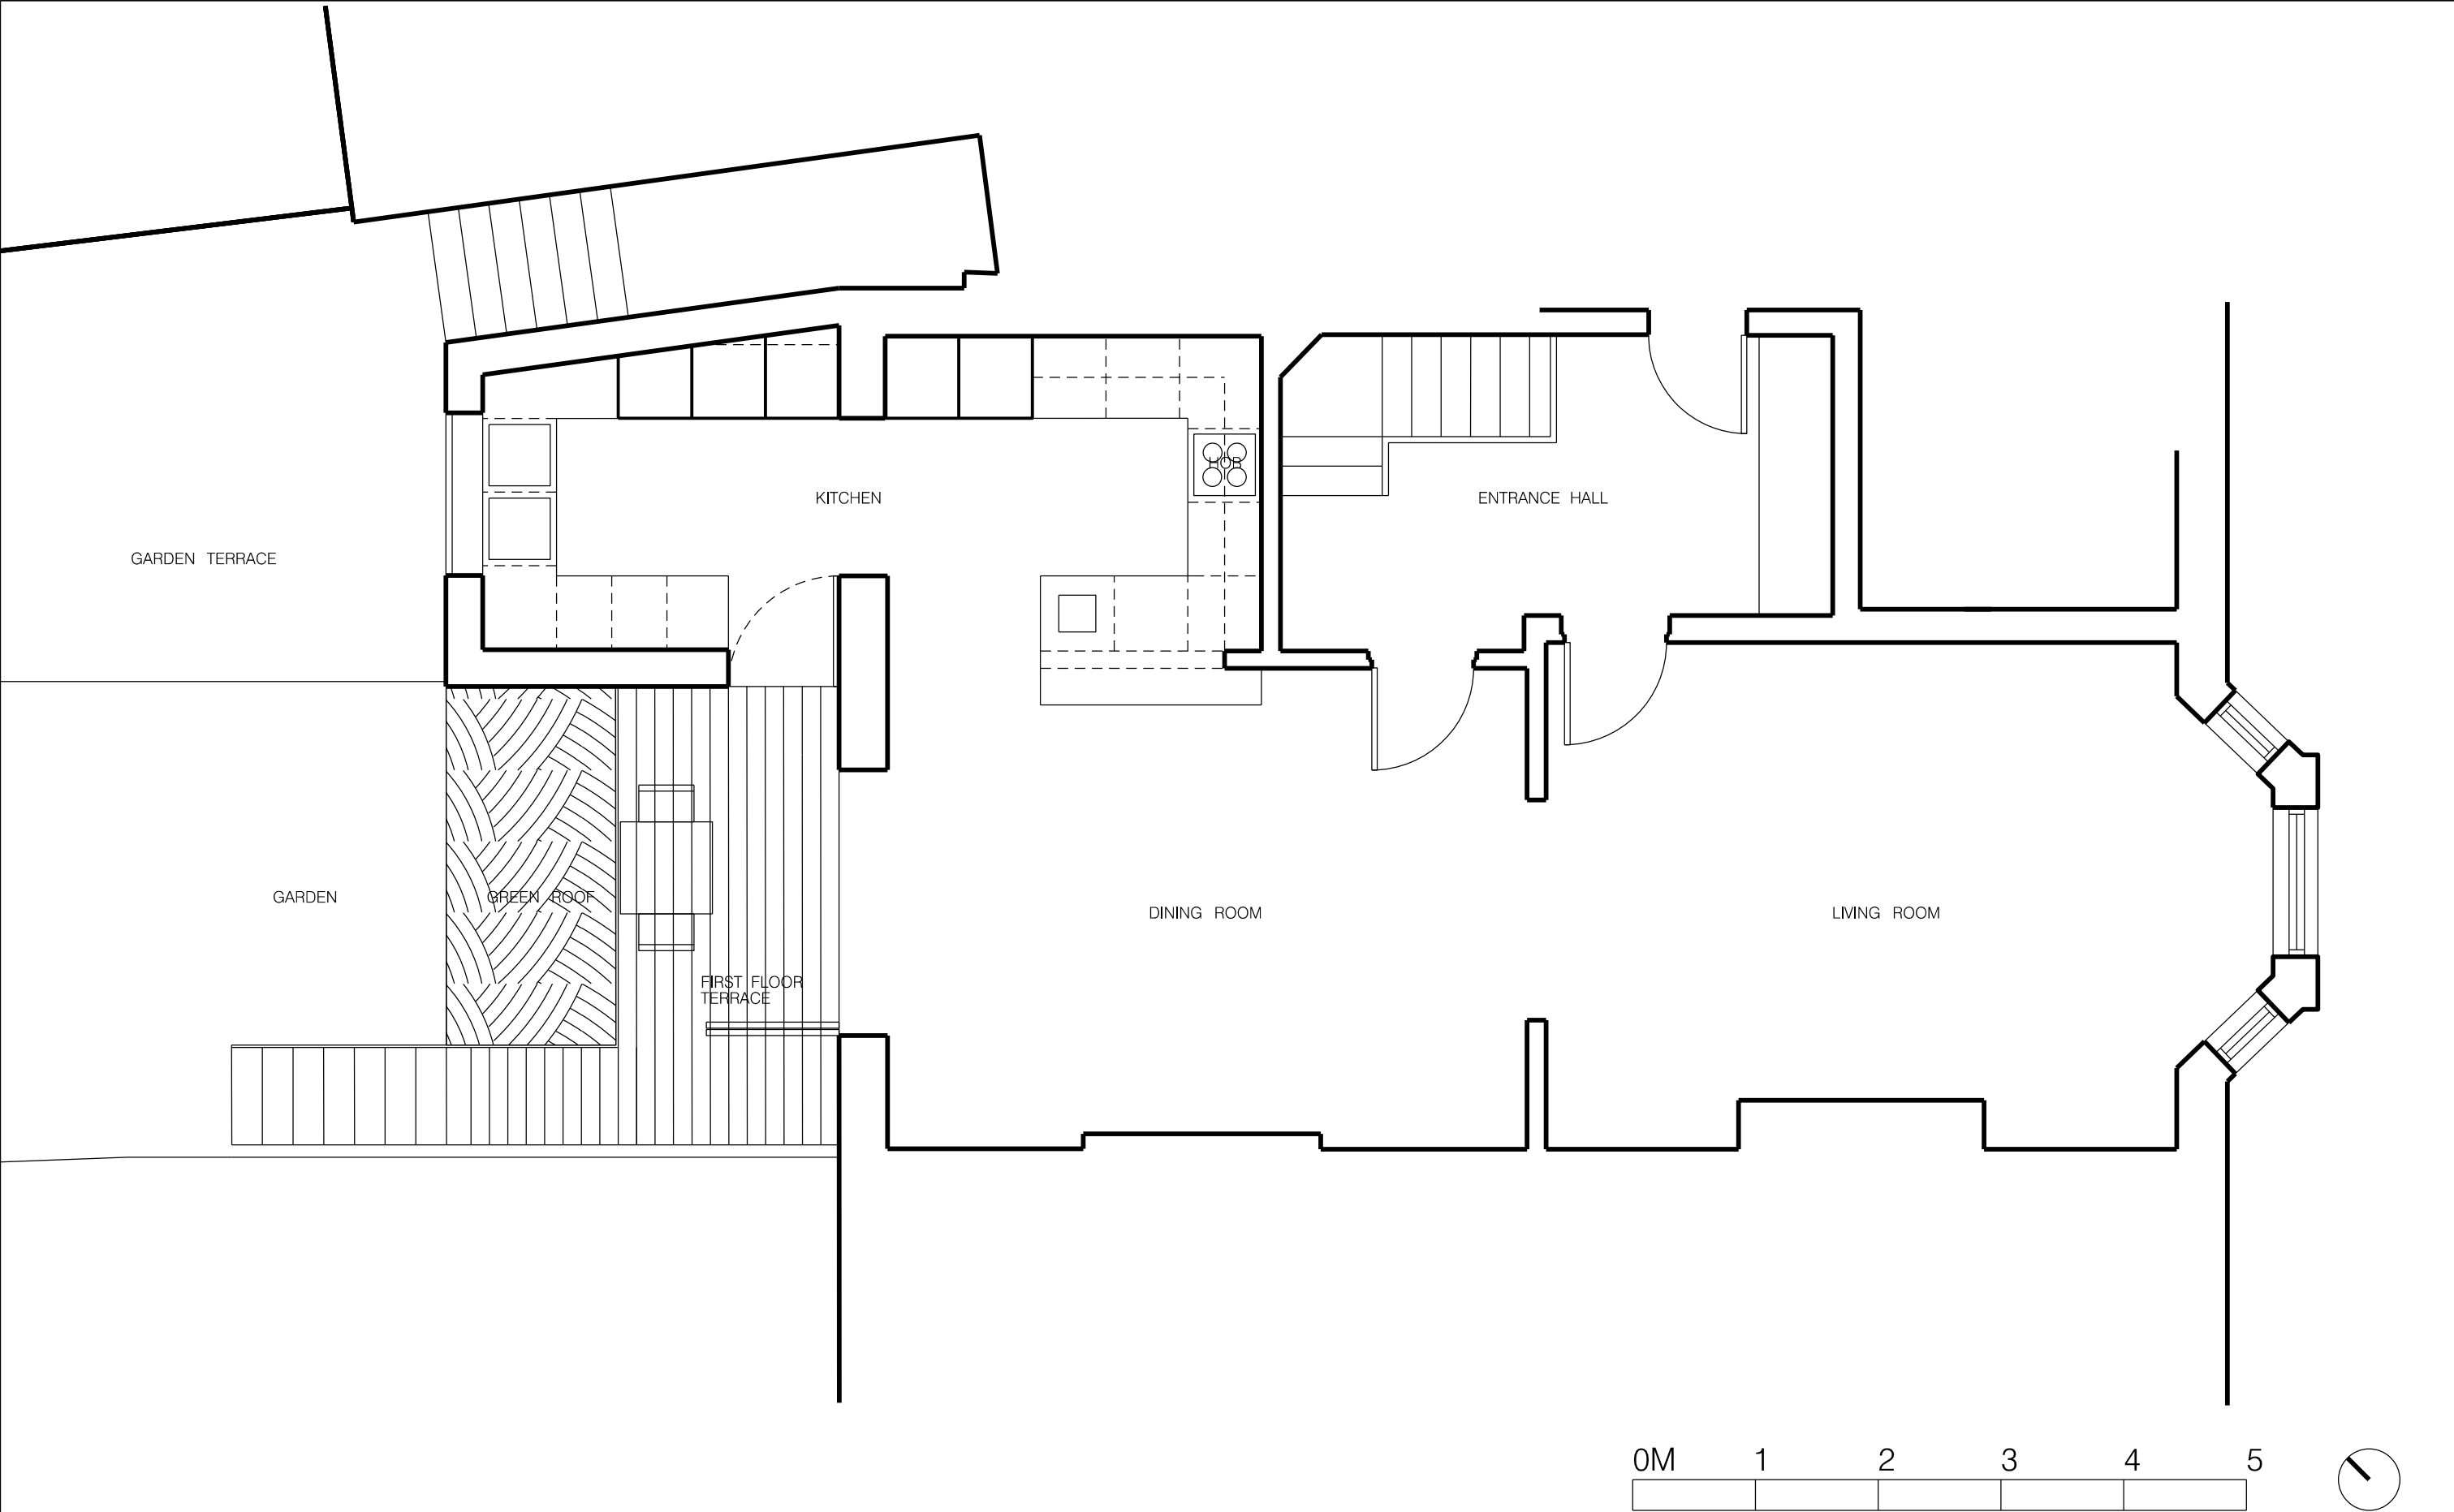 HOB
KITCHEN
ENTRANCE HALL
GARDEN TERRACE
GARDEN
GREEN ROOF
DINING ROOM
LIVING ROOM
FIRST FLOOR
TERRACE
0M 1 2 3 4 5